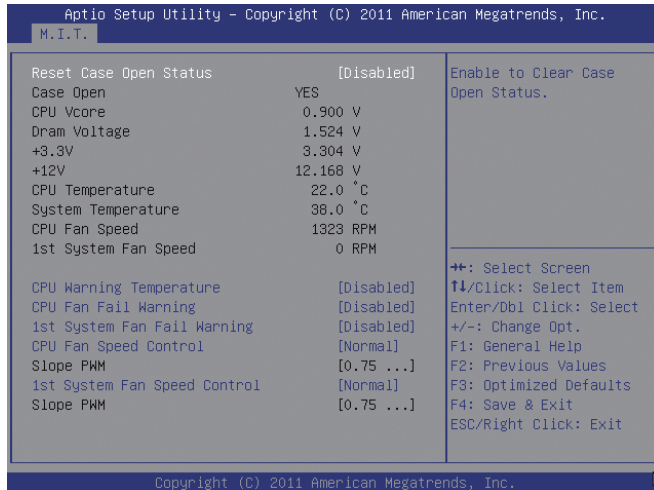 Aptio Setup Utility – Copyright (C) 2011 American Megatrends, Inc.
M.I.T.
Reset Case Open Status [Disabled]
Case Open YES
CPU Vcore 0.900 V
Dram Voltage 1.524 V
+3.3V 3.304 V
+12V 12.168 V
CPU Temperature 22.0 °C
System Temperature 38.0 °C
CPU Fan Speed 1323 RPM
1st System Fan Speed 0 RPM
CPU Warning Temperature [Disabled]
CPU Fan Fail Warning [Disabled]
1st System Fan Fail Warning [Disabled]
CPU Fan Speed Control [Normal]
Slope PWM [0.75 ...]
1st System Fan Speed Control [Normal]
Slope PWM [0.75 ...]
Enable to Clear Case
Open Status.
→←: Select Screen
↑↓/Click: Select Item
Enter/Dbl Click: Select
+/-: Change Opt.
F1: General Help
F2: Previous Values
F3: Optimized Defaults
F4: Save & Exit
ESC/Right Click: Exit
Copyright (C) 2011 American Megatrends, Inc.